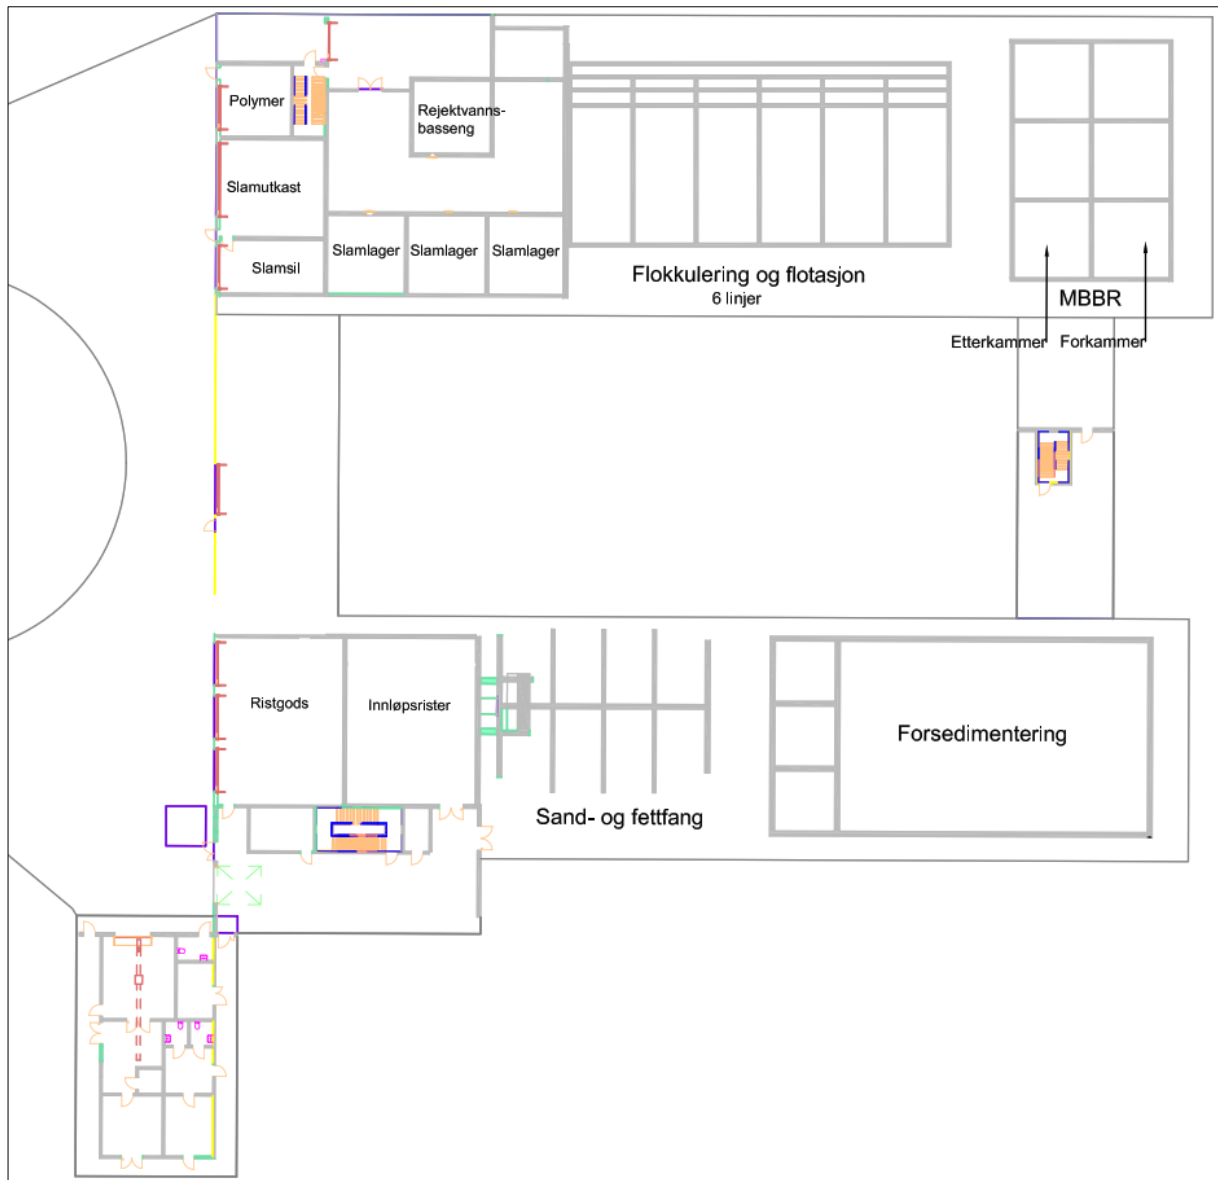 Polymer
Rejektvanns-
basseng
Slamutkast
Slamlager
Slamlager
Slamlager
Slamsil
Flokkulering og flotasjon
6 linjer
MBBR
Etterkammer
Forkammer
Ristgods
Innløpsrister
Forsedimentering
Sand- og fettfang